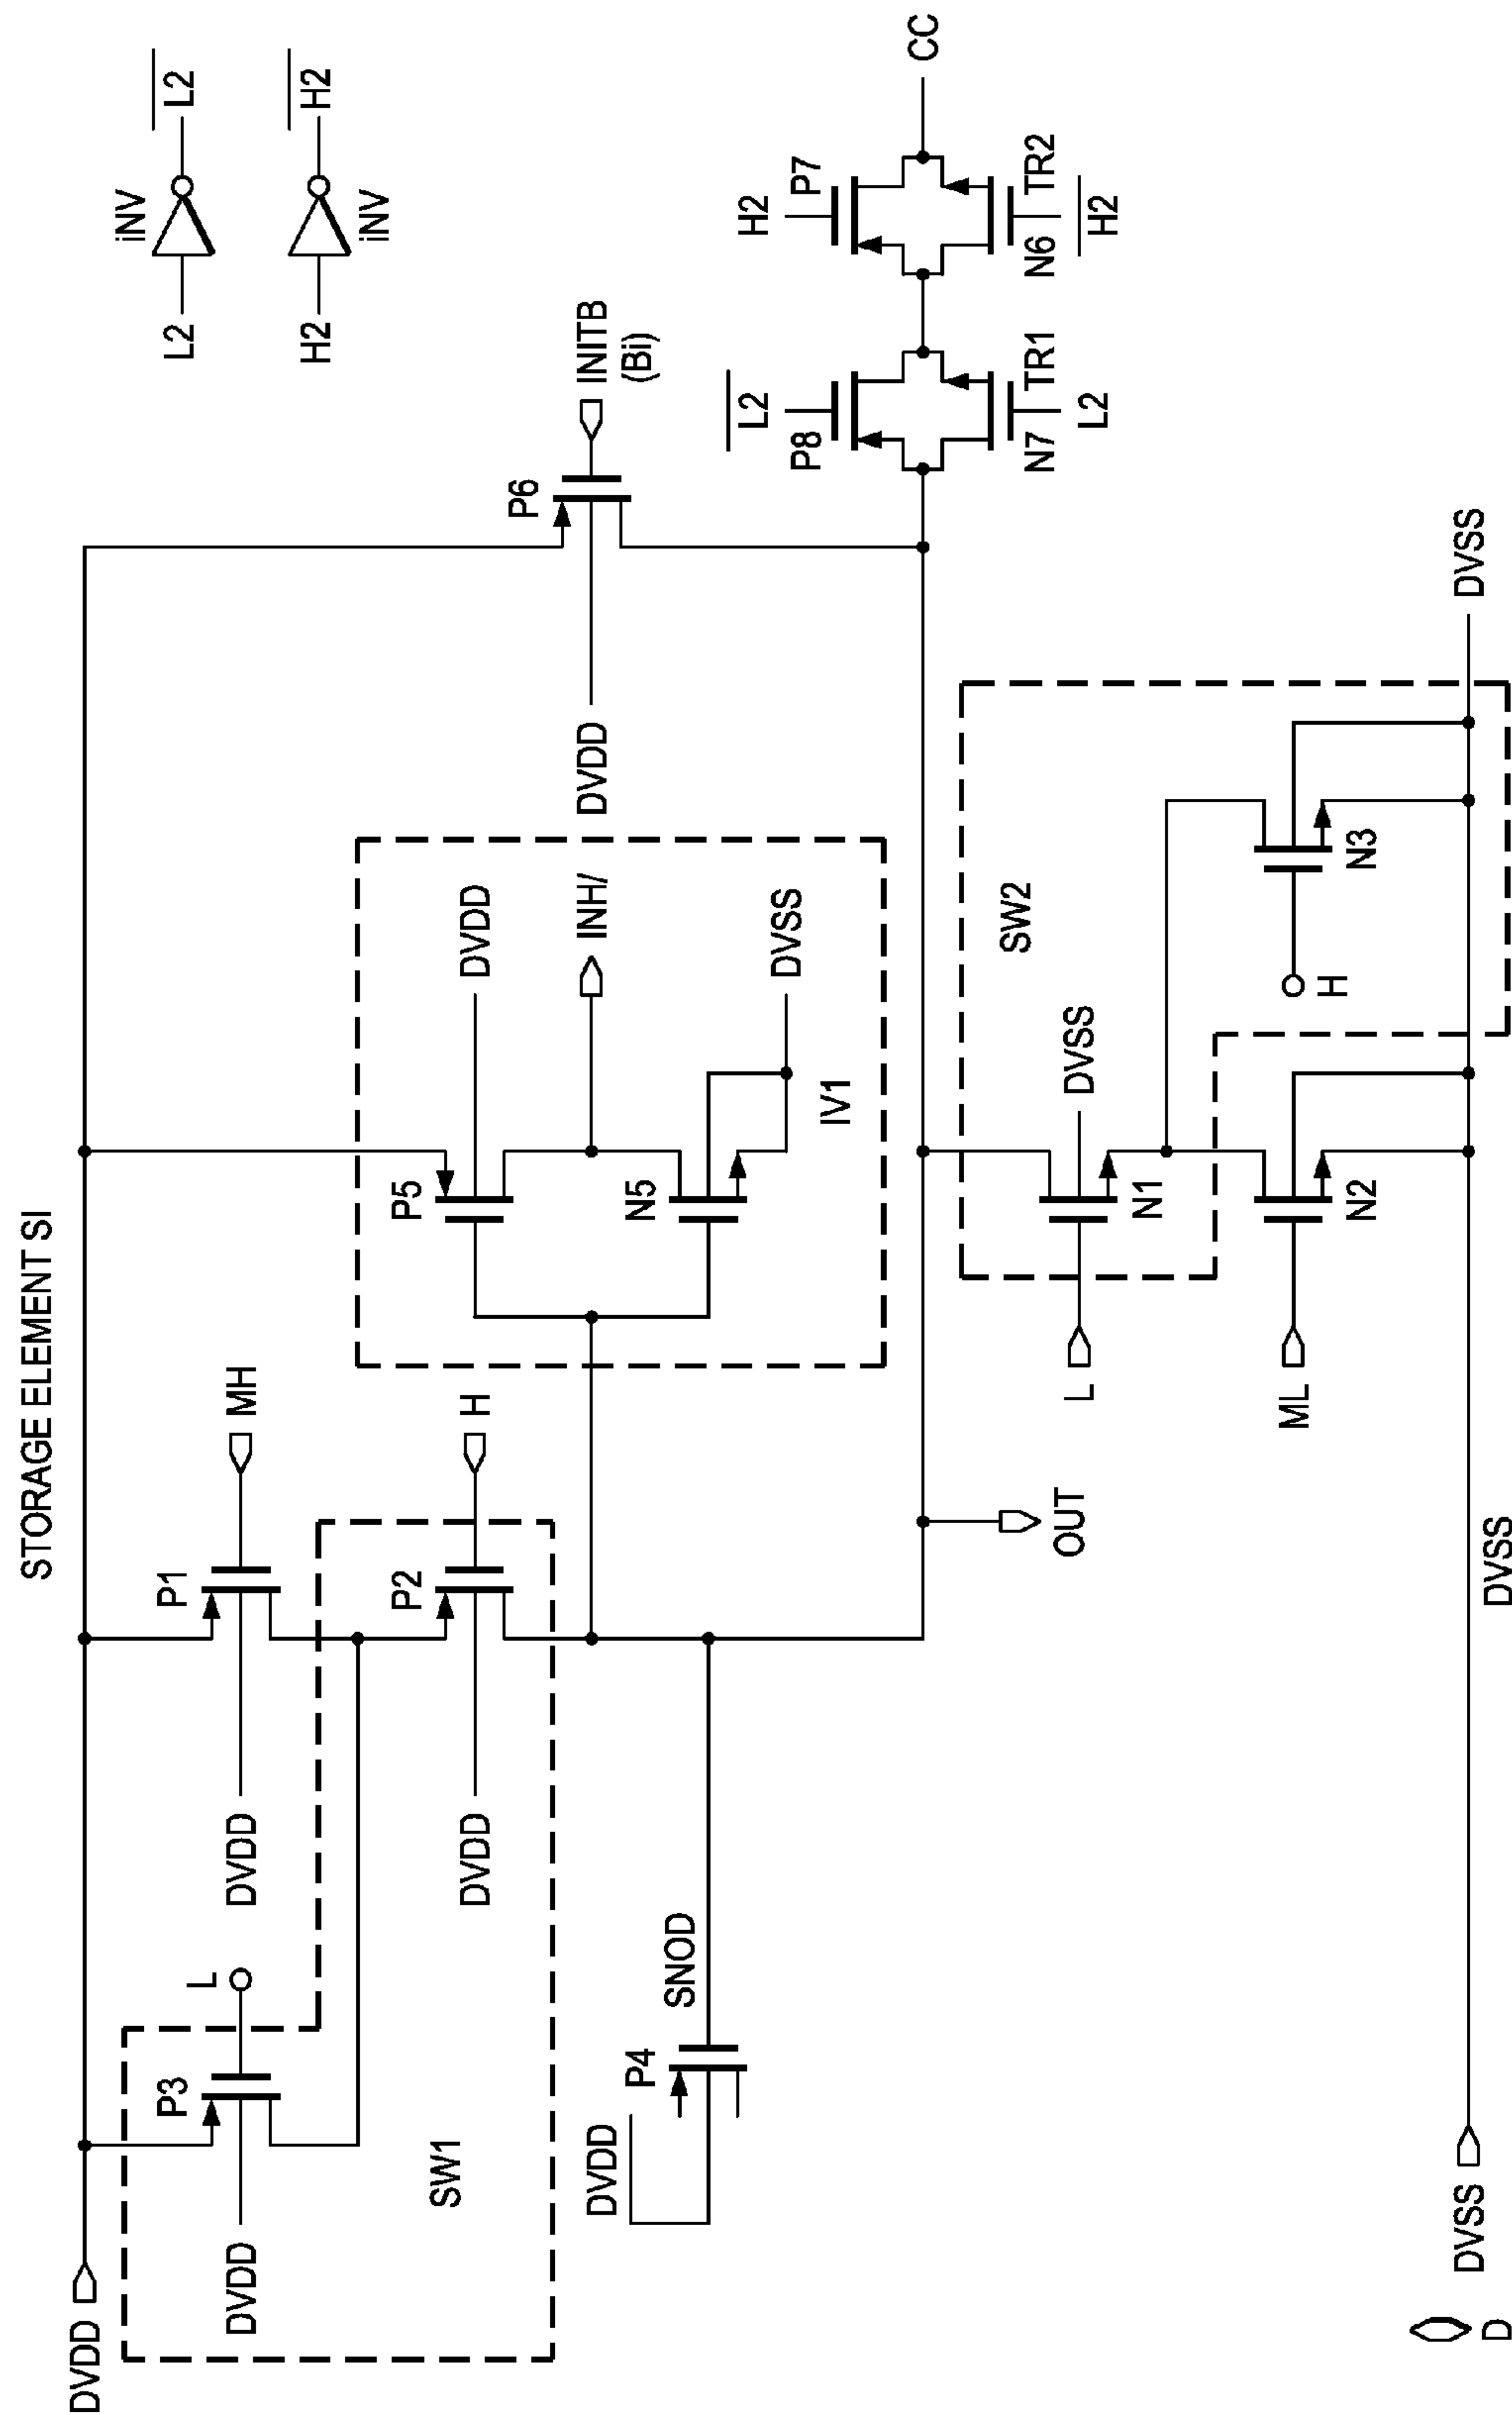 STORAGE ELEMENT SI
DVDD
P3
L
DVDD
SW1
P1
MH
DVDD
P2
H
DVDD
P4
DVDD
SNOD
P5
DVDD
INH/
N5
DVSS
IV1
P6
INITB
(Bi)
DVDD
L2
iNV
L2
H2
iNV
H2
L2
P8
N7
TR1
L2
H2
P7
N6
TR2
H2
CC
OUT
SW2
L
N1
DVSS
ML
N2
H
N3
DVSS
DVSS
DVSS
D